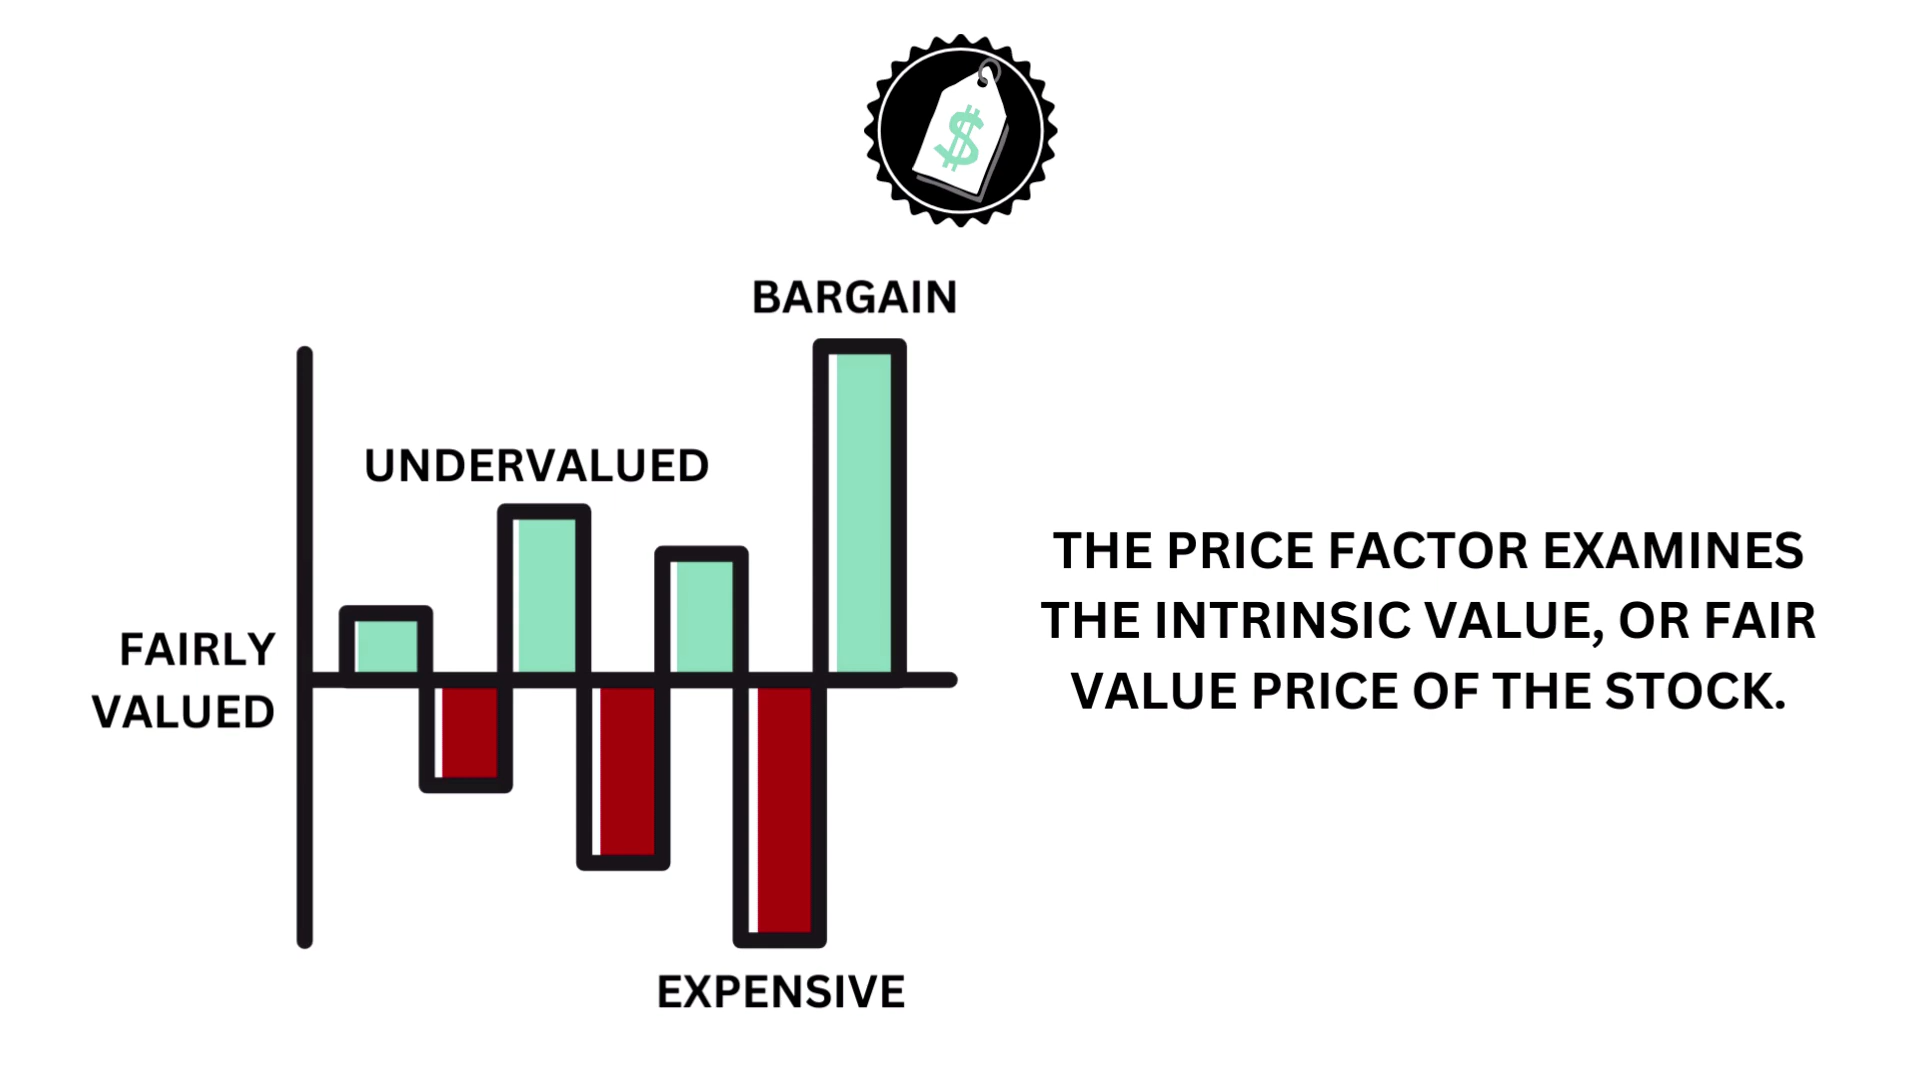 $
BARGAIN
UNDERVALUED
FAIRLY
VALUED
EXPENSIVE
THE PRICE FACTOR EXAMINES
THE INTRINSIC VALUE, OR FAIR
VALUE PRICE OF THE STOCK.